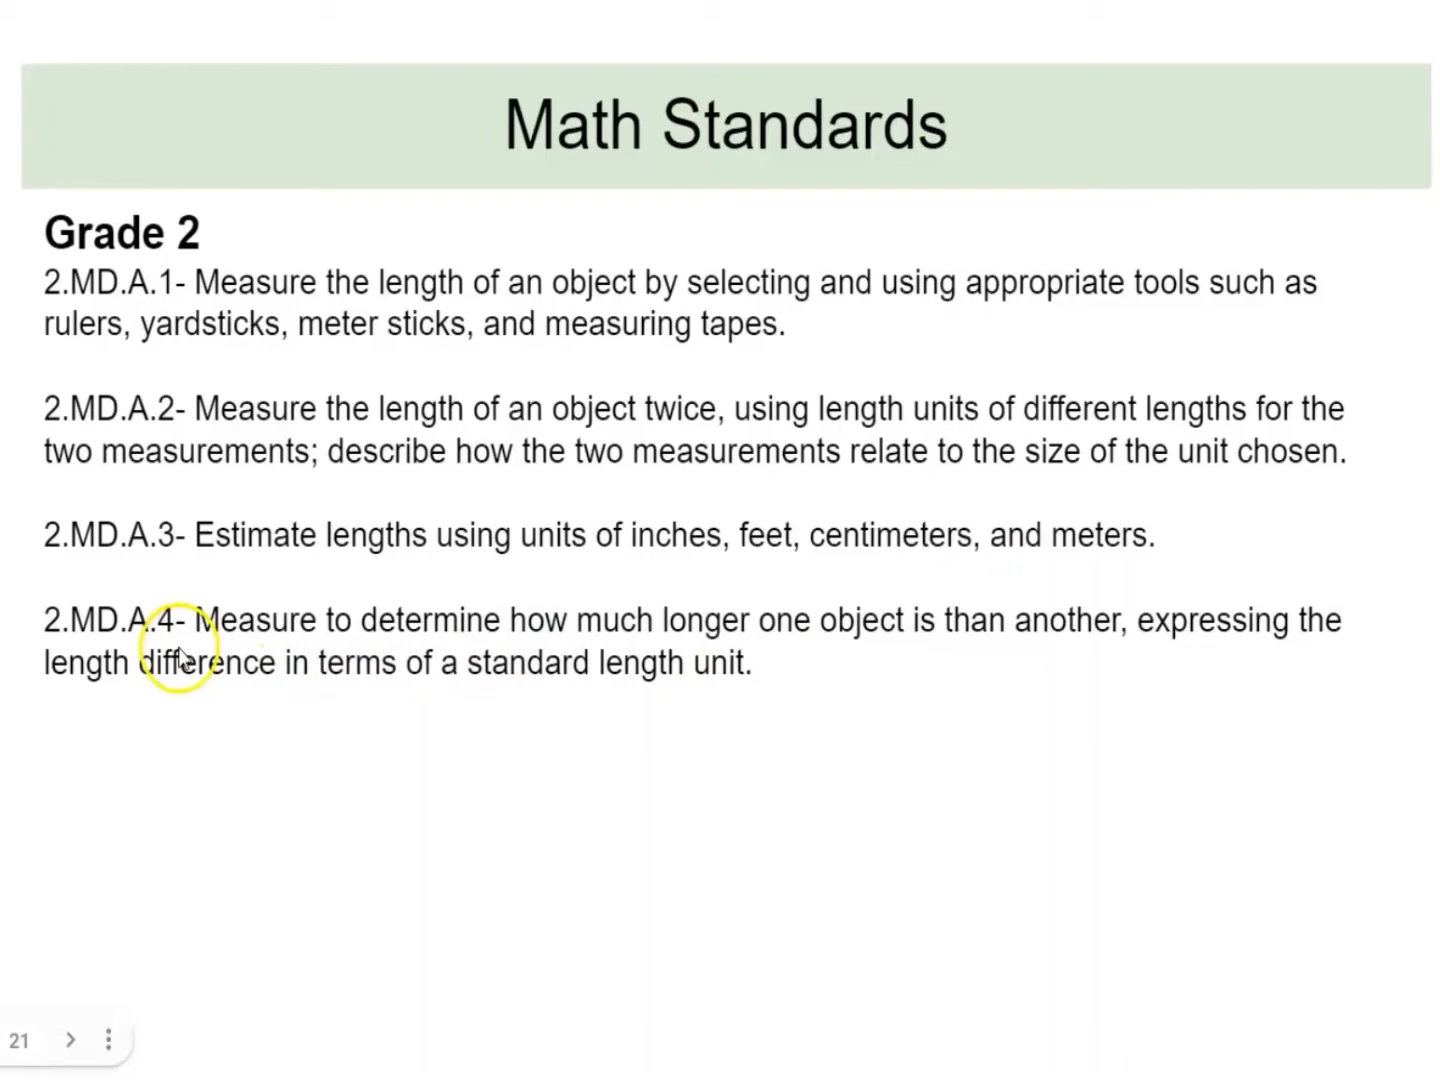 Math Standards
Grade 2
2.MD.A.1- Measure the length of an object by selecting and using appropriate tools such as
rulers, yardsticks, meter sticks, and measuring tapes.
2.MD.A.2- Measure the length of an object twice, using length units of different lengths for the
two measurements; describe how the two measurements relate to the size of the unit chosen.
2.MD.A.3- Estimate lengths using units of inches, feet, centimeters, and meters.
2.MD.A.4- Measure to determine how much longer one object is than another, expressing the
length difference in terms of a standard length unit.
21